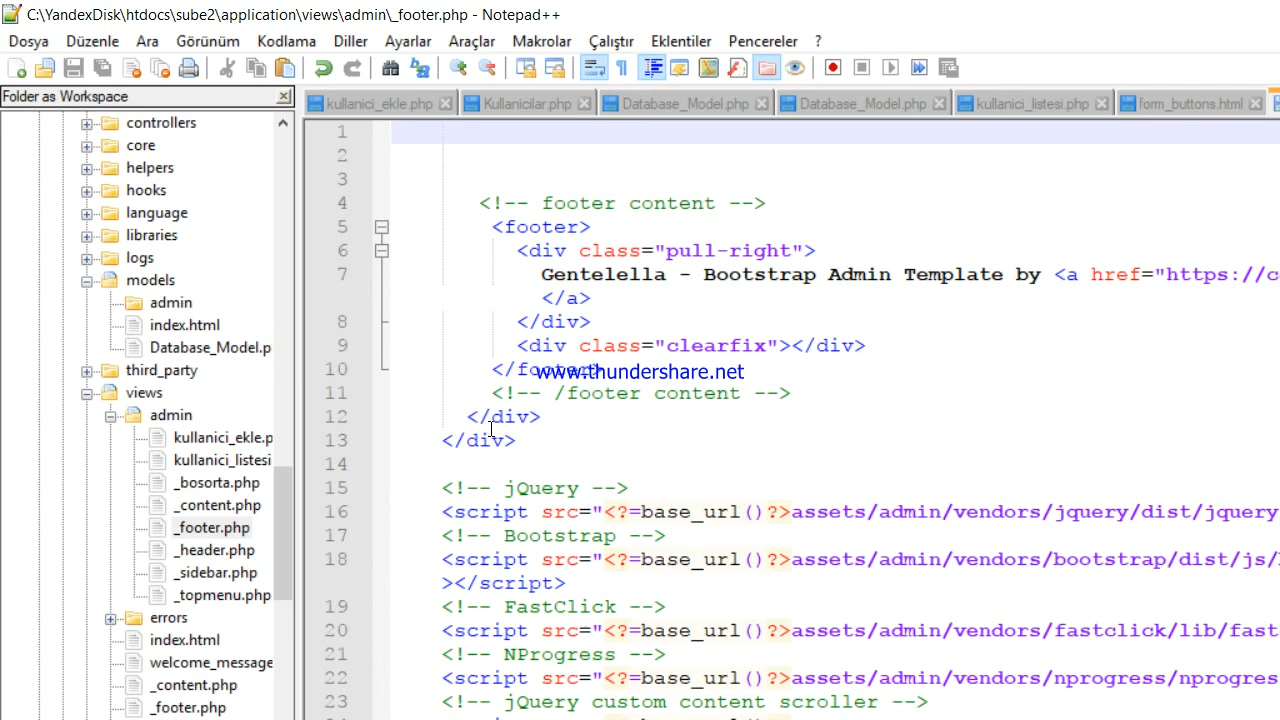 C:\YandexDisk\htdocs\sube2\application\views\admin\_footer.php - Notepad++
Dosya Düzenle Ara Görünüm Kodlama Diller Ayarlar Araçlar Makrolar Çalıştır Eklentiler Pencereler ?
Folder as Workspace
kullanici_ekle.php Kullanicilar.php Database_Model.php Database_Model.php kullanici_listesi.php form_buttons.html
controllers
core
helpers
hooks
language
libraries
logs
models
admin
index.html
Database_Model.p
third_party
views
admin
kullanici_ekle.p
kullanici_listesi
_bosorta.php
_content.php
_footer.php
_header.php
_sidebar.php
_topmenu.php
errors
index.html
welcome_message
_content.php
_footer.php
1
2
3
4 <!-- footer content -->
5 <footer>
6 <div class="pull-right">
7 Gentelella - Bootstrap Admin Template by <a href="https://c
</a>
8 </div>
9 <div class="clearfix"></div>
10 </footer>
www.thundershare.net
11 <!-- /footer content -->
12 </div>
13 </div>
14
15 <!-- jQuery -->
16 <script src="<?=base_url()?>assets/admin/vendors/jquery/dist/jquery
17 <!-- Bootstrap -->
18 <script src="<?=base_url()?>assets/admin/vendors/bootstrap/dist/js/
></script>
19 <!-- FastClick -->
20 <script src="<?=base_url()?>assets/admin/vendors/fastclick/lib/fast
21 <!-- NProgress -->
22 <script src="<?=base_url()?>assets/admin/vendors/nprogress/nprogres
23 <!-- jQuery custom content scroller -->